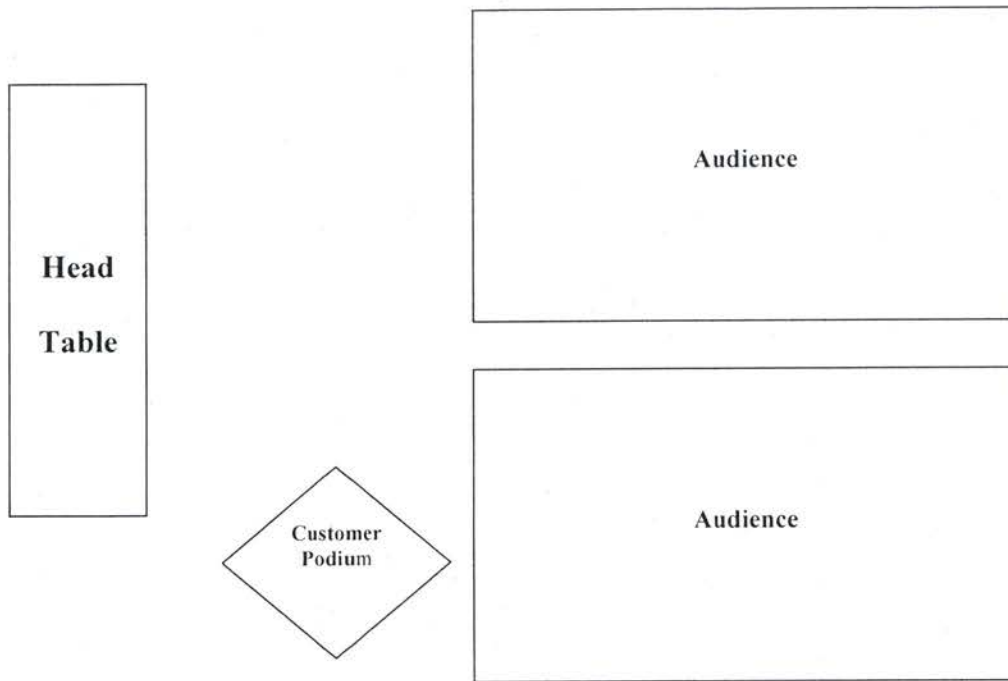 Audience
Head
Table
Customer
Podium
Audience